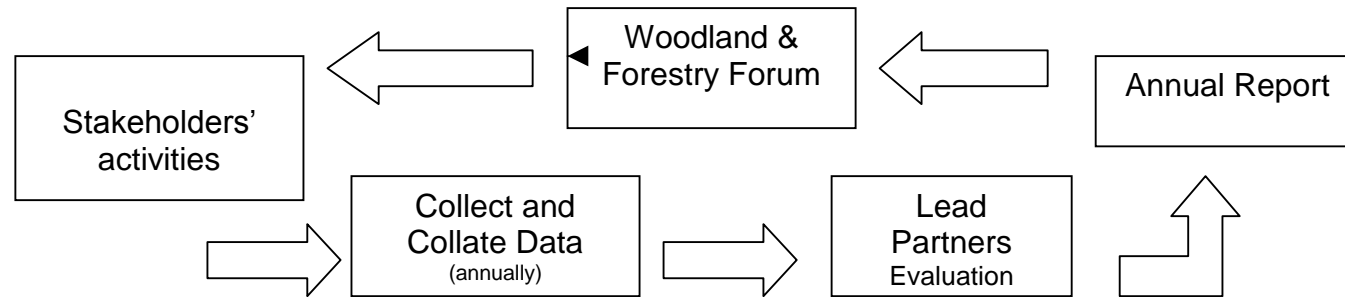 Woodland &
Forestry Forum
Annual Report
Stakeholders’
activities
Collect and
Collate Data
(annually)
Lead
Partners
Evaluation